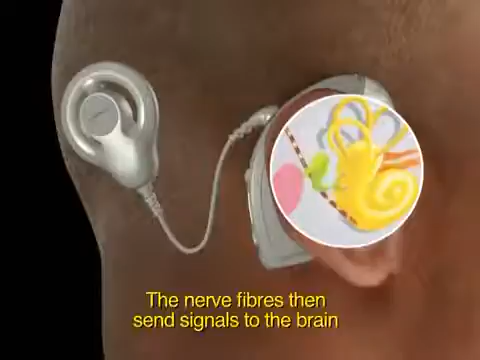 The nerve fibres then
send signals to the brain